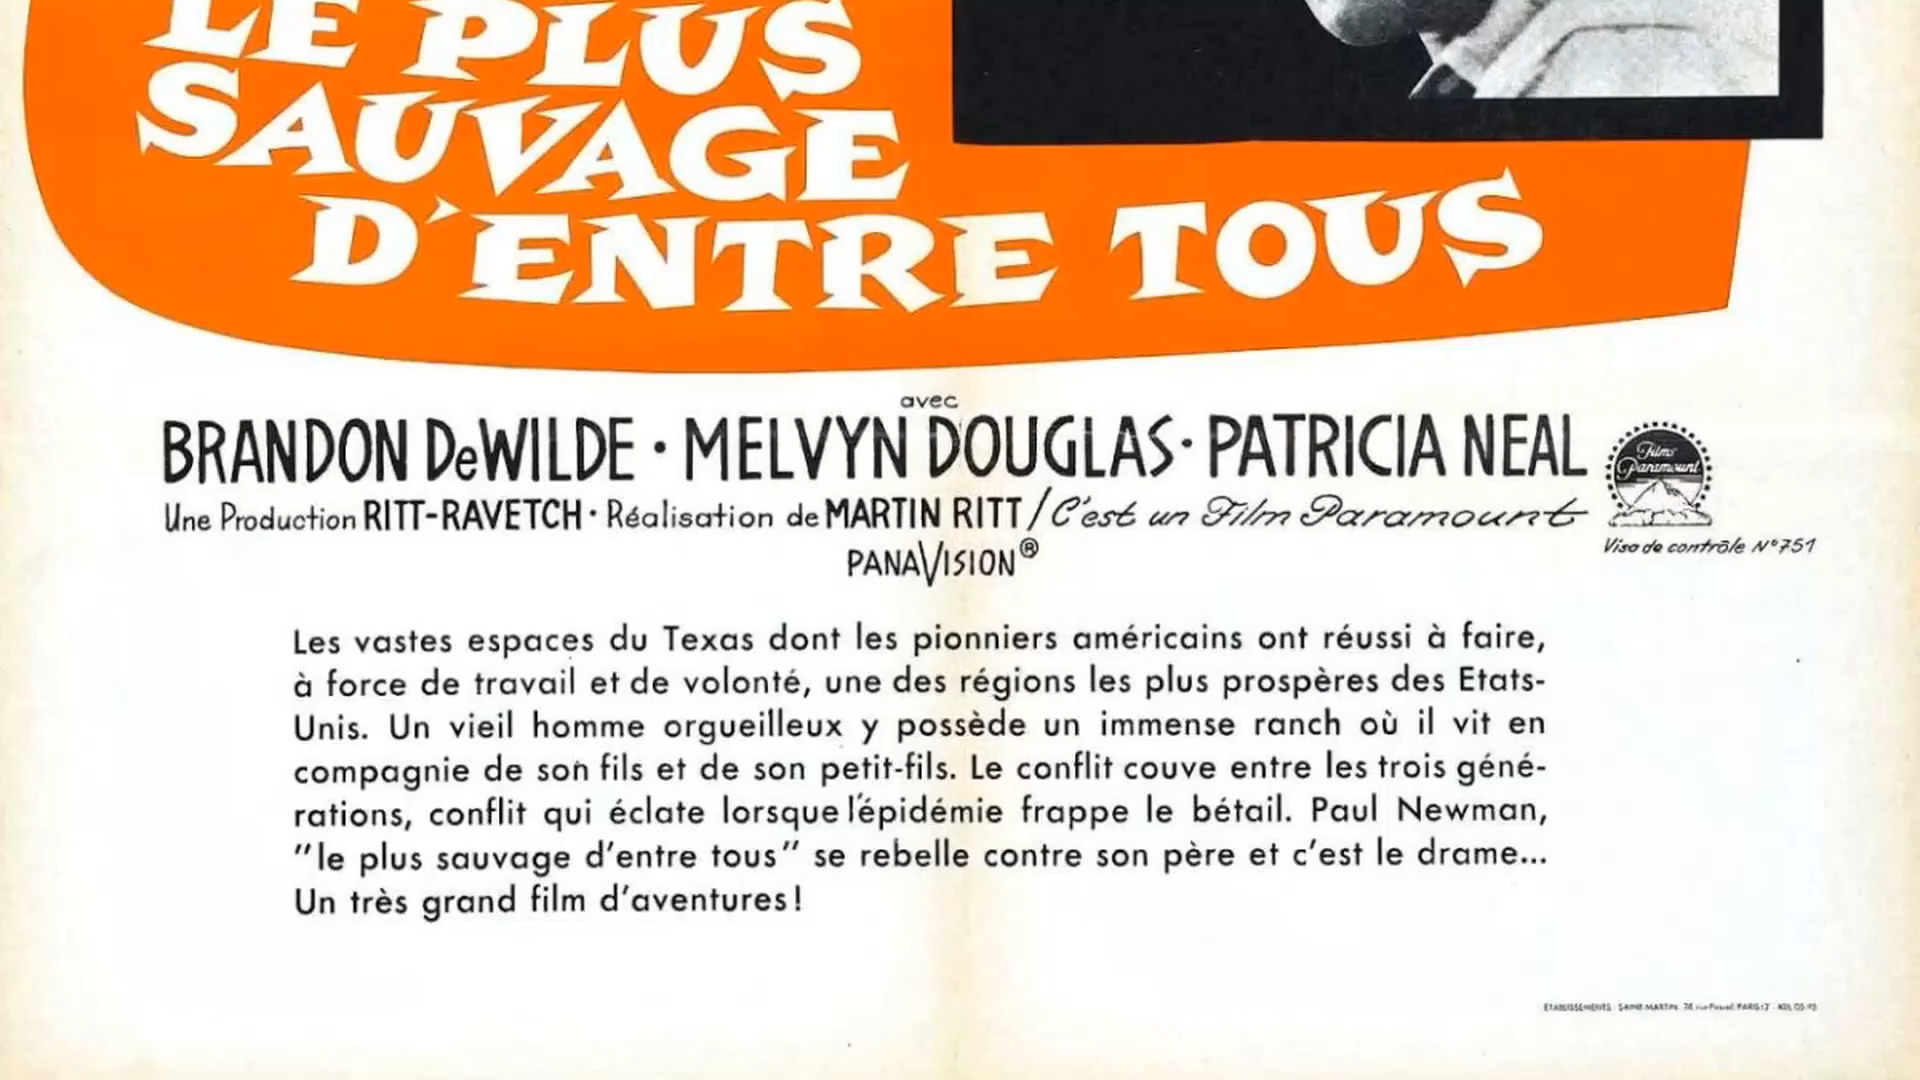 LE PLUS
SAUVAGE
D'ENTRE TOUS
avec
BRANDON DeWILDE · MELVYN DOUGLAS · PATRICIA NEAL
Films
Paramount
Une Production RITT-RAVETCH · Réalisation de MARTIN RITT / C'est un Film Paramount
Visa de contrôle N° 751
PANAVISION®
Les vastes espaces du Texas dont les pionniers américains ont réussi à faire,
à force de travail et de volonté, une des régions les plus prospères des Etats-
Unis. Un vieil homme orgueilleux y possède un immense ranch où il vit en
compagnie de son fils et de son petit-fils. Le conflit couve entre les trois géné-
rations, conflit qui éclate lorsque l'épidémie frappe le bétail. Paul Newman,
"le plus sauvage d'entre tous" se rebelle contre son père et c'est le drame...
Un très grand film d'aventures!
ETABLISSEMENTS SAINT-MARTIN